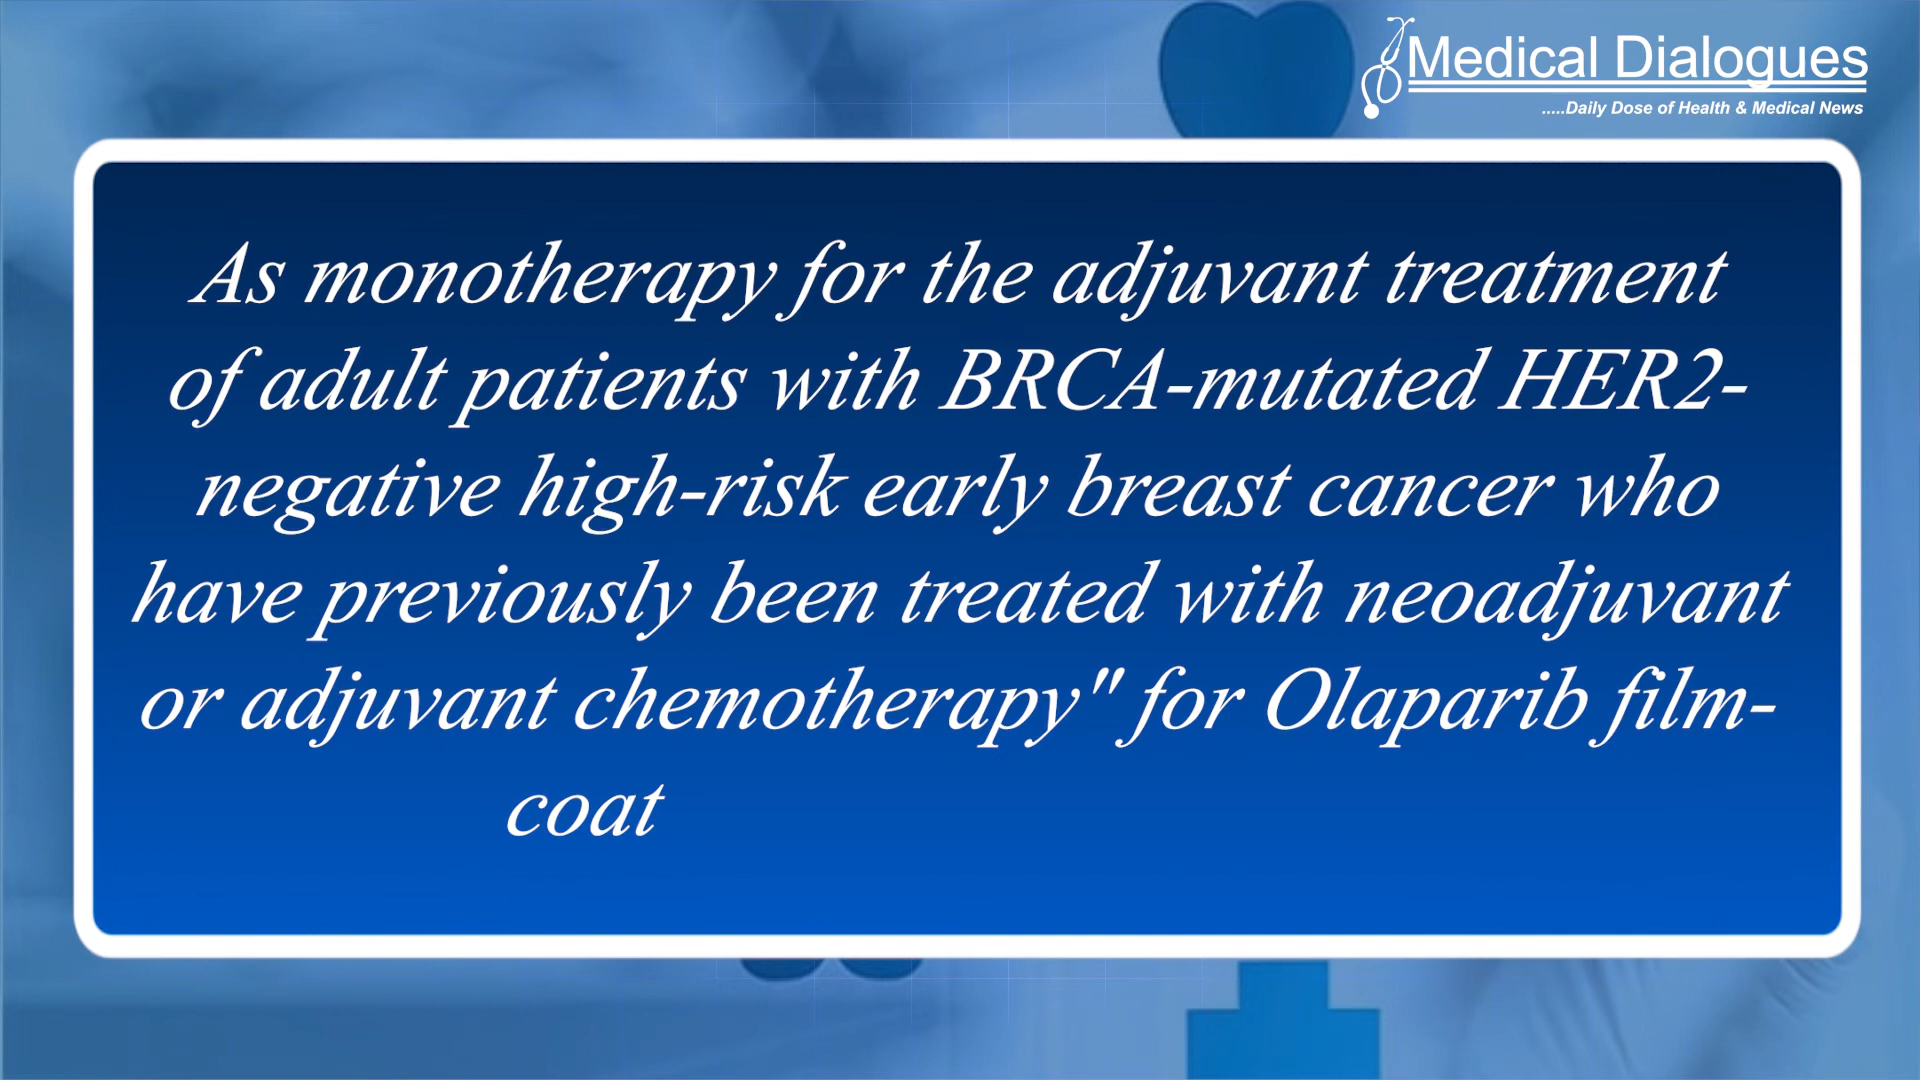 Medical Dialogues
.....Daily Dose of Health & Medical News
As monotherapy for the adjuvant treatment
of adult patients with BRCA-mutated HER2-
negative high-risk early breast cancer who
have previously been treated with neoadjuvant
or adjuvant chemotherapy" for Olaparib film-
coat